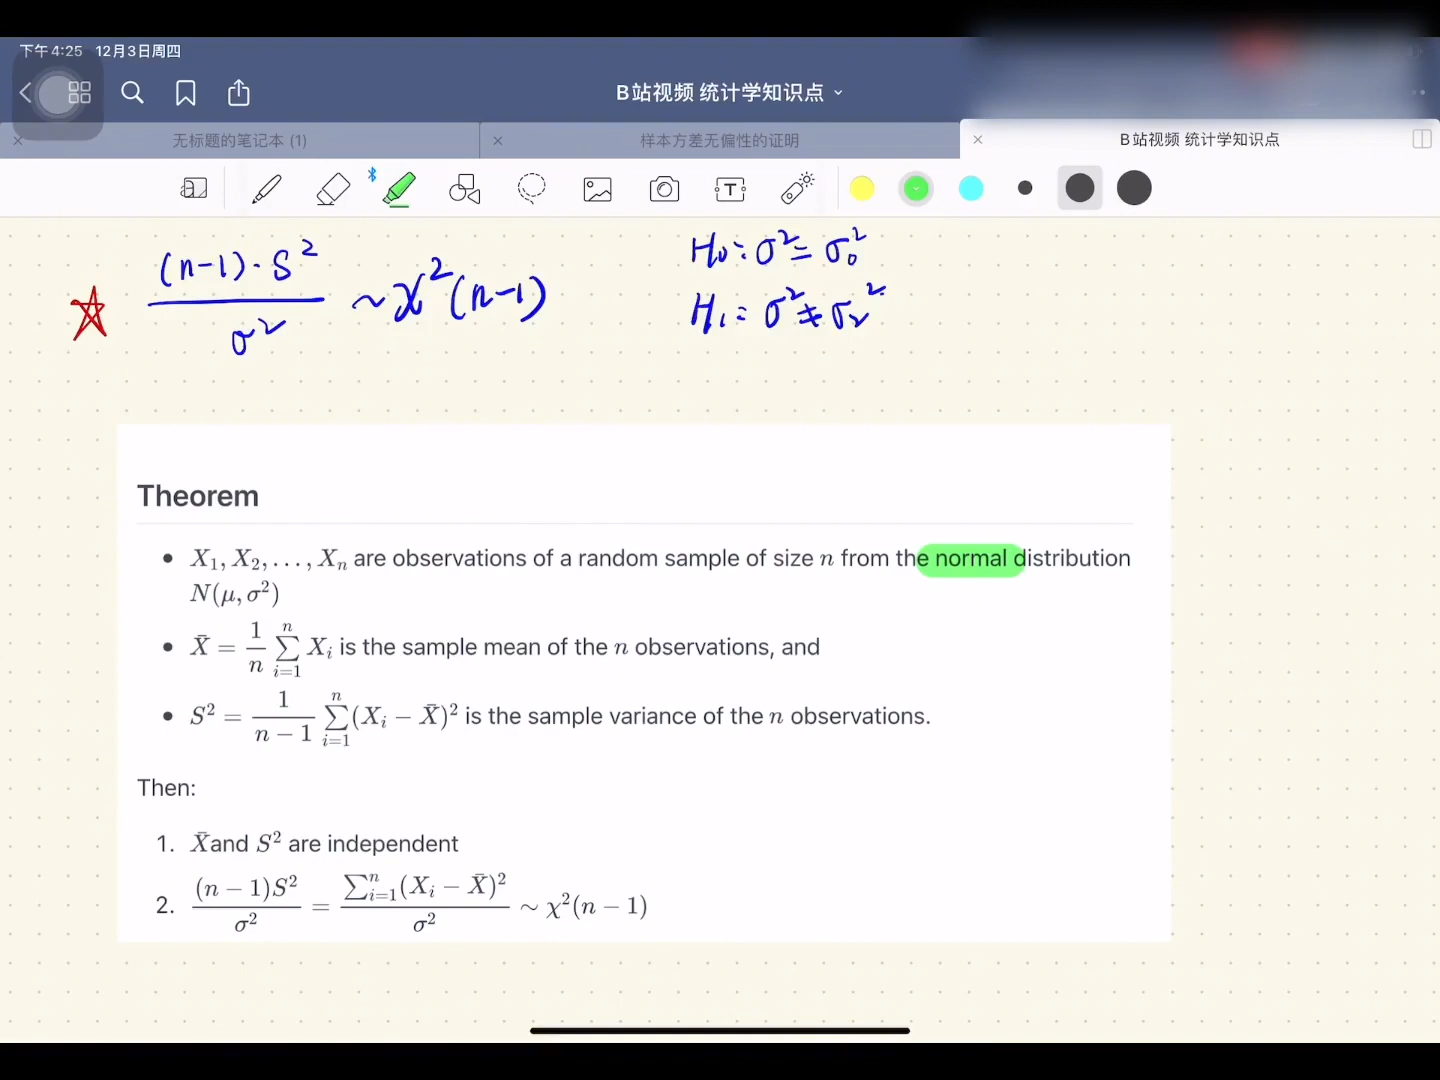 下午4:25 12月3日周四
B站视频 统计学知识点
无标题的笔记本 (1)
样本方差无偏性的证明
B站视频 统计学知识点
(n-1)·S² / σ² ~ χ²(n-1)
H₀: σ² = σ₀²
H₁: σ² ≠ σ₂²
Theorem
• X₁, X₂, ..., Xₙ are observations of a random sample of size n from the normal distribution
N(μ, σ²)
• X̄ = 1/n ∑ᵢ₌₁ⁿ Xᵢ is the sample mean of the n observations, and
• S² = 1/(n − 1) ∑ᵢ₌₁ⁿ (Xᵢ − X̄)² is the sample variance of the n observations.
Then:
1. X̄and S² are independent
2. (n − 1)S² / σ² = ∑ᵢ₌₁ⁿ(Xᵢ − X̄)² / σ² ~ χ²(n − 1)